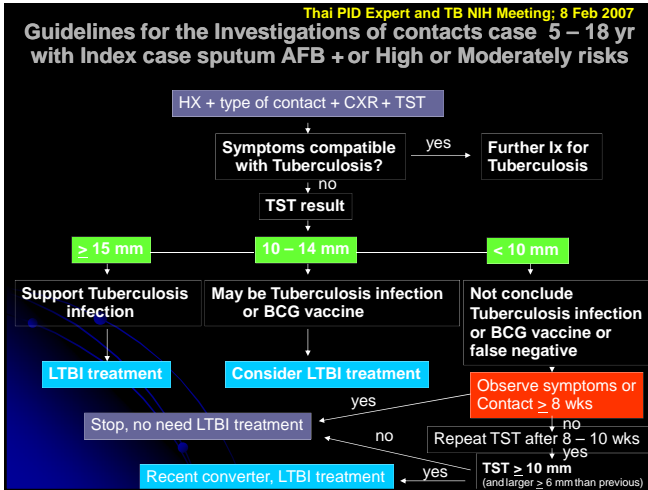 Thai PID Expert and TB NIH Meeting; 8 Feb 2007
Guidelines for the Investigations of contacts case 5 – 18 yr
with Index case sputum AFB + or High or Moderately risks
HX + type of contact + CXR + TST
Symptoms compatible
with Tuberculosis?
yes
Further Ix for
Tuberculosis
no
TST result
≥ 15 mm
10 – 14 mm
< 10 mm
Support Tuberculosis
infection
May be Tuberculosis infection
or BCG vaccine
Not conclude
Tuberculosis infection
or BCG vaccine or
false negative
LTBI treatment
Consider LTBI treatment
Observe symptoms or
Contact ≥ 8 wks
yes
Stop, no need LTBI treatment
no
Repeat TST after 8 – 10 wks
no
yes
TST ≥ 10 mm
(and larger ≥ 6 mm than previous)
yes
Recent converter, LTBI treatment